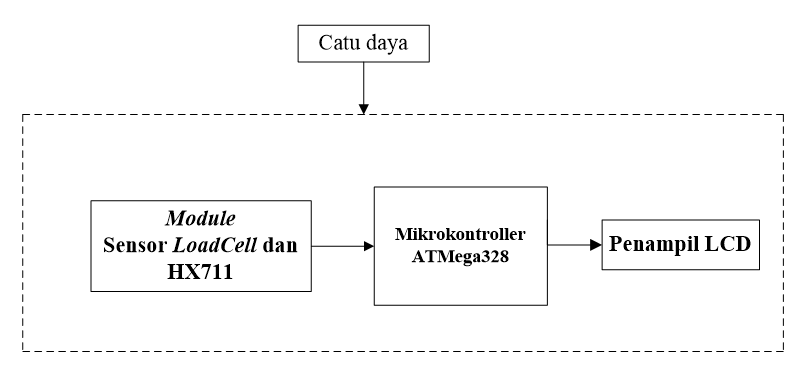 Catu daya
Module
Sensor LoadCell dan
HX711
Mikrokontroller
ATMega328
Penampil LCD